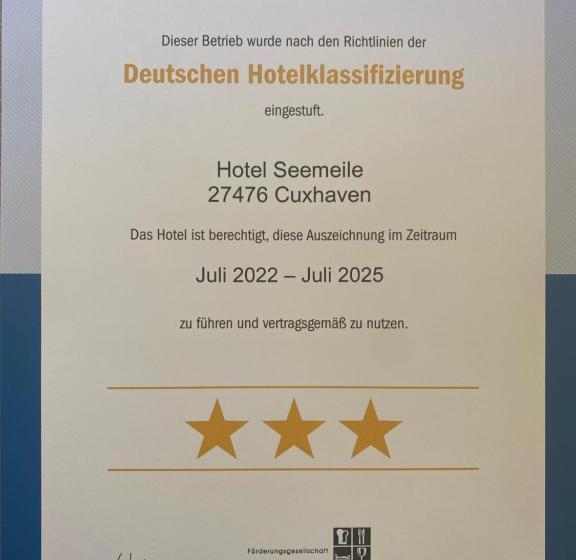 Dieser Betrieb wurde nach den Richtlinien der
Deutschen Hotelklassifizierung
eingestuft.
Hotel Seemeile
27476 Cuxhaven
Das Hotel ist berechtigt, diese Auszeichnung im Zeitraum
Juli 2022 – Juli 2025
zu führen und vertragsgemäß zu nutzen.
Förderungsgesellschaft